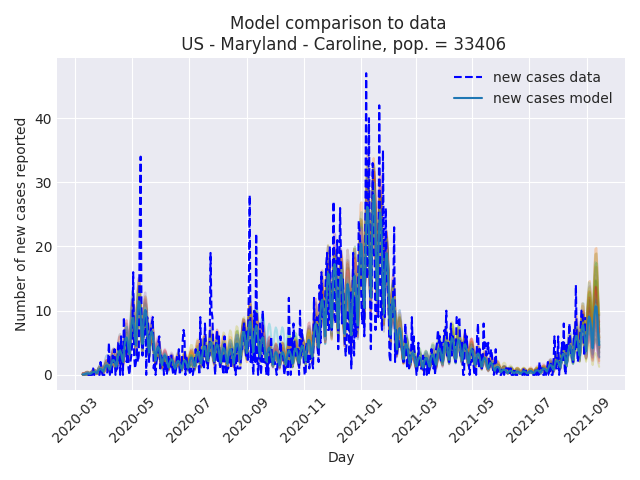 Model comparison to data
US - Maryland - Caroline, pop. = 33406
new cases data
new cases model
Number of new cases reported
40
30
20
10
0
2020-03
2020-05
2020-07
2020-09
2020-11
2021-01
2021-03
2021-05
2021-07
2021-09
Day